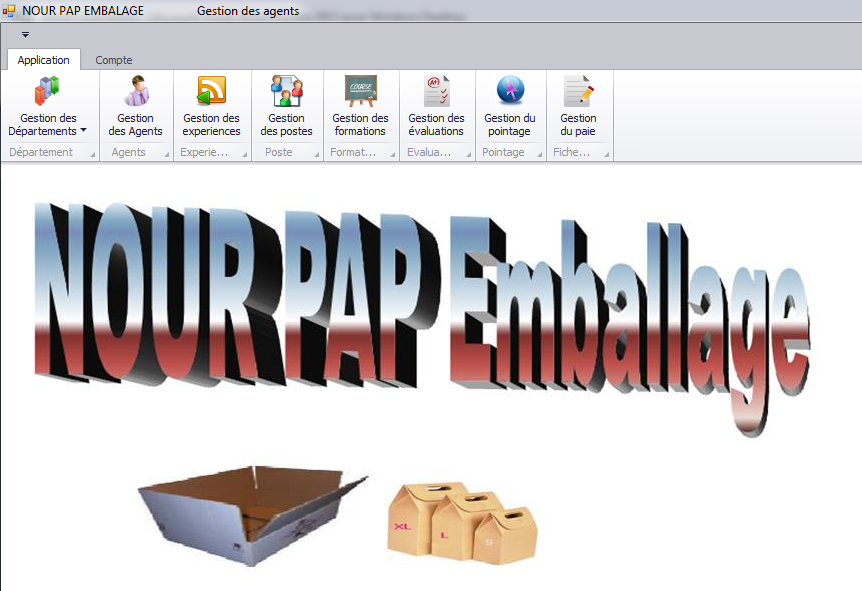 NOUR PAP EMBALAGE Gestion des agents
Application Compte
COURSE A+
Gestion des Départements
Gestion des Agents
Gestion des experiences
Gestion des postes
Gestion des formations
Gestion des évaluations
Gestion du pointage
Gestion du paie
Département Agents Experie... Poste Format... Evalua... Pointage Fiche...
NOUR PAP Emballage
XL L S